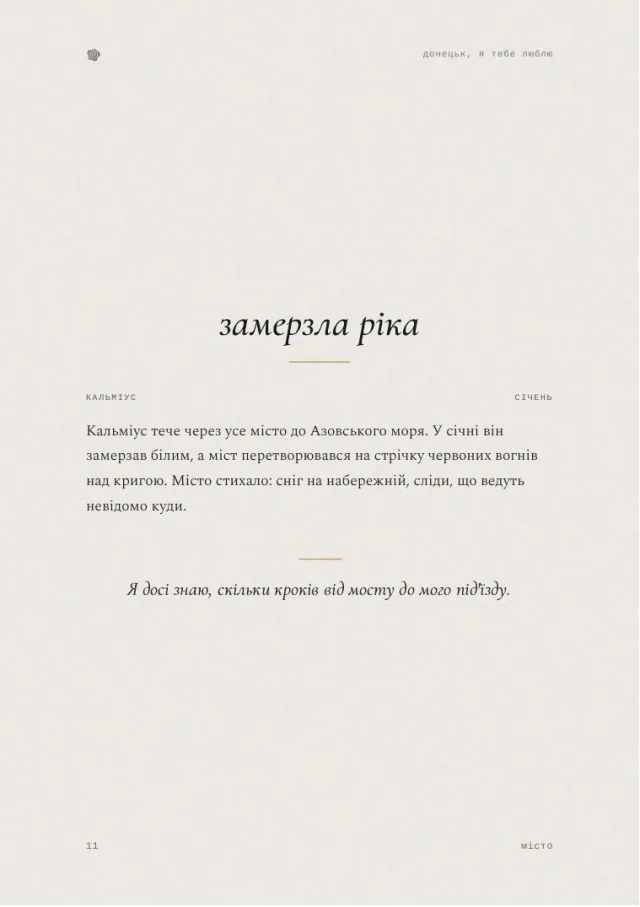 донецьк, я тебе люблю
замерзла ріка
КАЛЬМІУС
СІЧЕНЬ
Кальміус тече через усе місто до Азовського моря. У січні він
замерзав білим, а міст перетворювався на стрічку червоних вогнів
над кригою. Місто стихало: сніг на набережній, сліди, що ведуть
невідомо куди.
Я досі знаю, скільки кроків від мосту до мого під'їзду.
11
місто